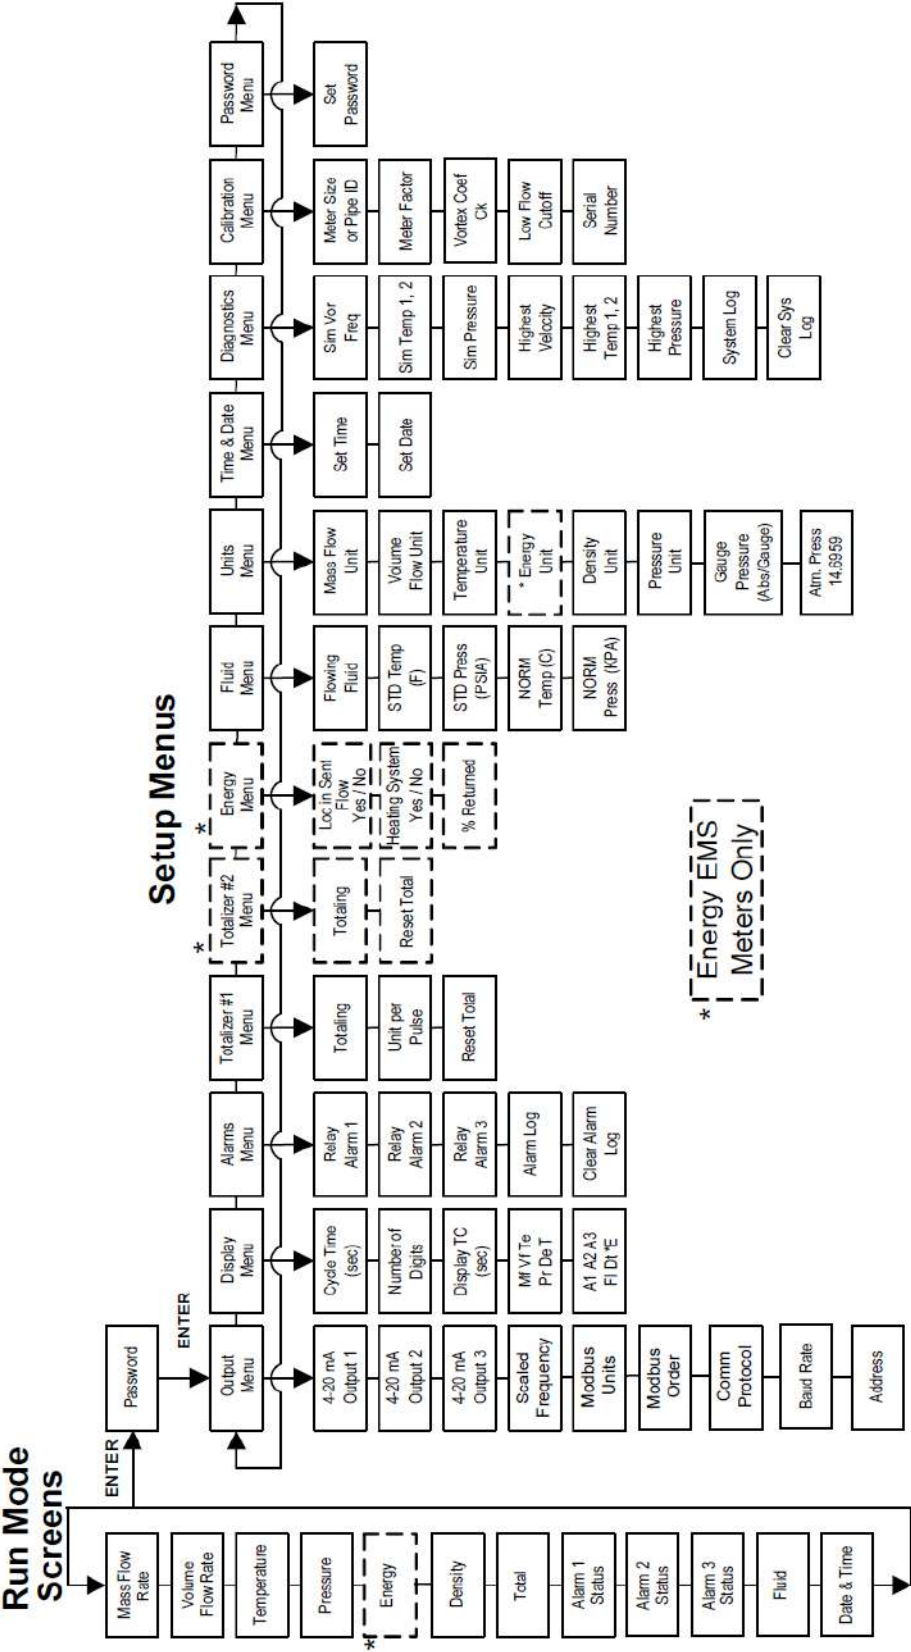 Run Mode
Screens
Mass Flow
Rate
Volume
Flow Rate
Temperature
Pressure
*
Energy
Density
Total
Alarm 1
Status
Alarm 2
Status
Alarm 3
Status
Fluid
Date & Time
ENTER
Password
ENTER
Setup Menus
Output
Menu
4-20 mA
Output 1
4-20 mA
Output 2
4-20 mA
Output 3
Scaled
Frequency
Modbus
Units
Modbus
Order
Comm
Protocol
Baud Rate
Address
Display
Menu
Cycle Time
(sec)
Number of
Digits
Display TC
(sec)
Mf Vf Te
Pr De T
A1 A2 A3
Fl Dt *E
Alarms
Menu
Relay
Alarm 1
Relay
Alarm 2
Relay
Alarm 3
Alarm Log
Clear Alarm
Log
Totalizer #1
Menu
Totaling
Unit per
Pulse
Reset Total
*
Totalizer #2
Menu
Totaling
Reset Total
*
Energy
Menu
Loc in Sent
Flow
Yes / No
Heating System
Yes / No
% Returned
Fluid
Menu
Flowing
Fluid
STD Temp
(F)
STD Press
(PSIA)
NORM
Temp (C)
NORM
Press (KPA)
Units
Menu
Mass Flow
Unit
Volume
Flow Unit
Temperature
Unit
* Energy
Unit
Density
Unit
Pressure
Unit
Gauge
Pressure
(Abs/Gauge)
Atm. Press
14.6959
Time & Date
Menu
Set Time
Set Date
Diagnostics
Menu
Sim Vor
Freq
Sim Temp 1, 2
Sim Pressure
Highest
Velocity
Highest
Temp 1, 2
Highest
Pressure
System Log
Clear Sys
Log
Calibration
Menu
Meter Size
or Pipe ID
Meter Factor
Vortex Coef
Ck
Low Flow
Cutoff
Serial
Number
Password
Menu
Set
Password
* Energy EMS
Meters Only